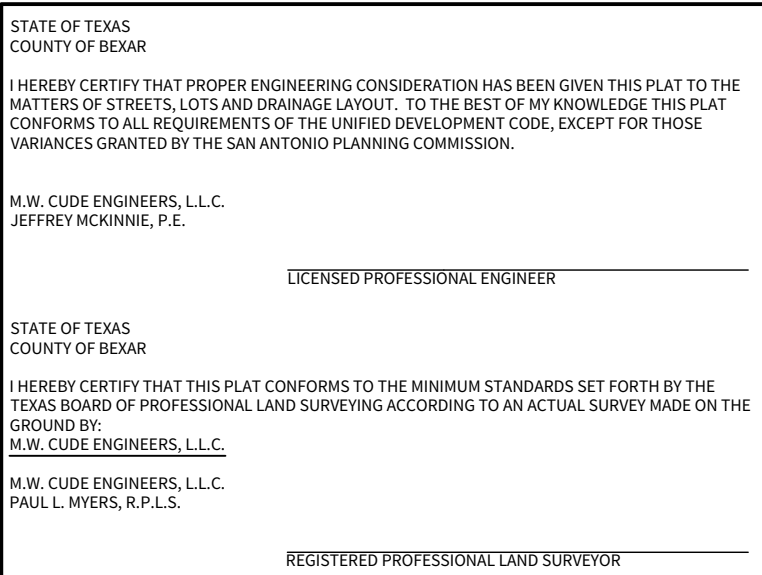 STATE OF TEXAS
COUNTY OF BEXAR
I HEREBY CERTIFY THAT PROPER ENGINEERING CONSIDERATION HAS BEEN GIVEN THIS PLAT TO THE
MATTERS OF STREETS, LOTS AND DRAINAGE LAYOUT.  TO THE BEST OF MY KNOWLEDGE THIS PLAT
CONFORMS TO ALL REQUIREMENTS OF THE UNIFIED DEVELOPMENT CODE, EXCEPT FOR THOSE
VARIANCES GRANTED BY THE SAN ANTONIO PLANNING COMMISSION.
M.W. CUDE ENGINEERS, L.L.C.
JEFFREY MCKINNIE, P.E.
LICENSED PROFESSIONAL ENGINEER
STATE OF TEXAS
COUNTY OF BEXAR
I HEREBY CERTIFY THAT THIS PLAT CONFORMS TO THE MINIMUM STANDARDS SET FORTH BY THE
TEXAS BOARD OF PROFESSIONAL LAND SURVEYING ACCORDING TO AN ACTUAL SURVEY MADE ON THE
GROUND BY:
M.W. CUDE ENGINEERS, L.L.C.
M.W. CUDE ENGINEERS, L.L.C.
PAUL L. MYERS, R.P.L.S.
REGISTERED PROFESSIONAL LAND SURVEYOR